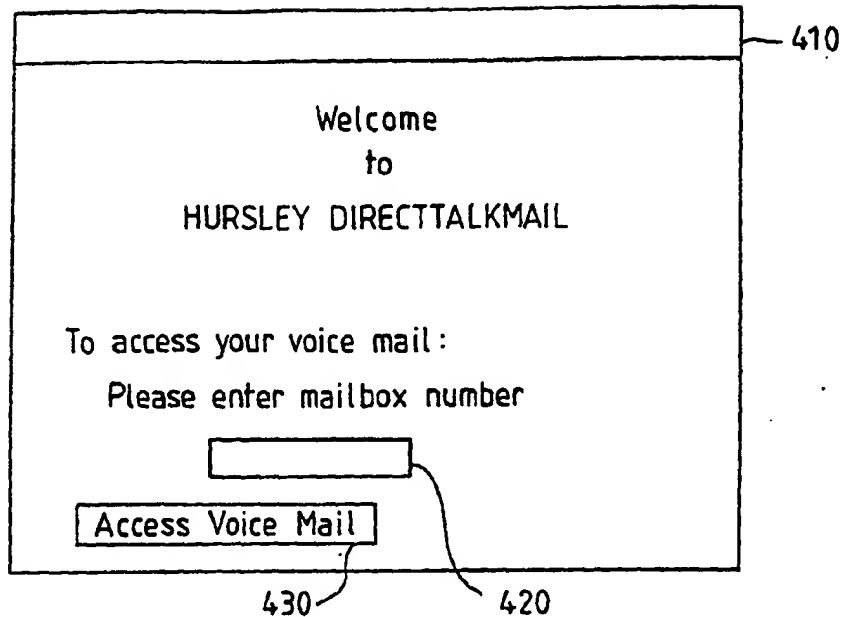 410
Welcome
to
HURSLEY DIRECTTALKMAIL
To access your voice mail:
Please enter mailbox number
Access Voice Mail
430
420